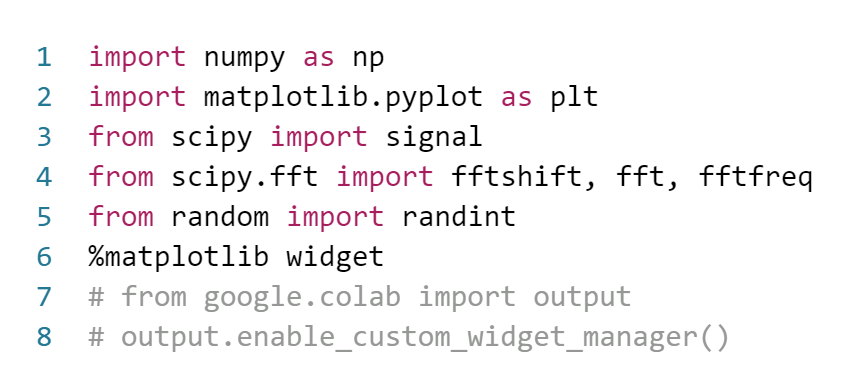 1 import numpy as np
2 import matplotlib.pyplot as plt
3 from scipy import signal
4 from scipy.fft import fftshift, fft, fftfreq
5 from random import randint
6 %matplotlib widget
7 # from google.colab import output
8 # output.enable_custom_widget_manager()